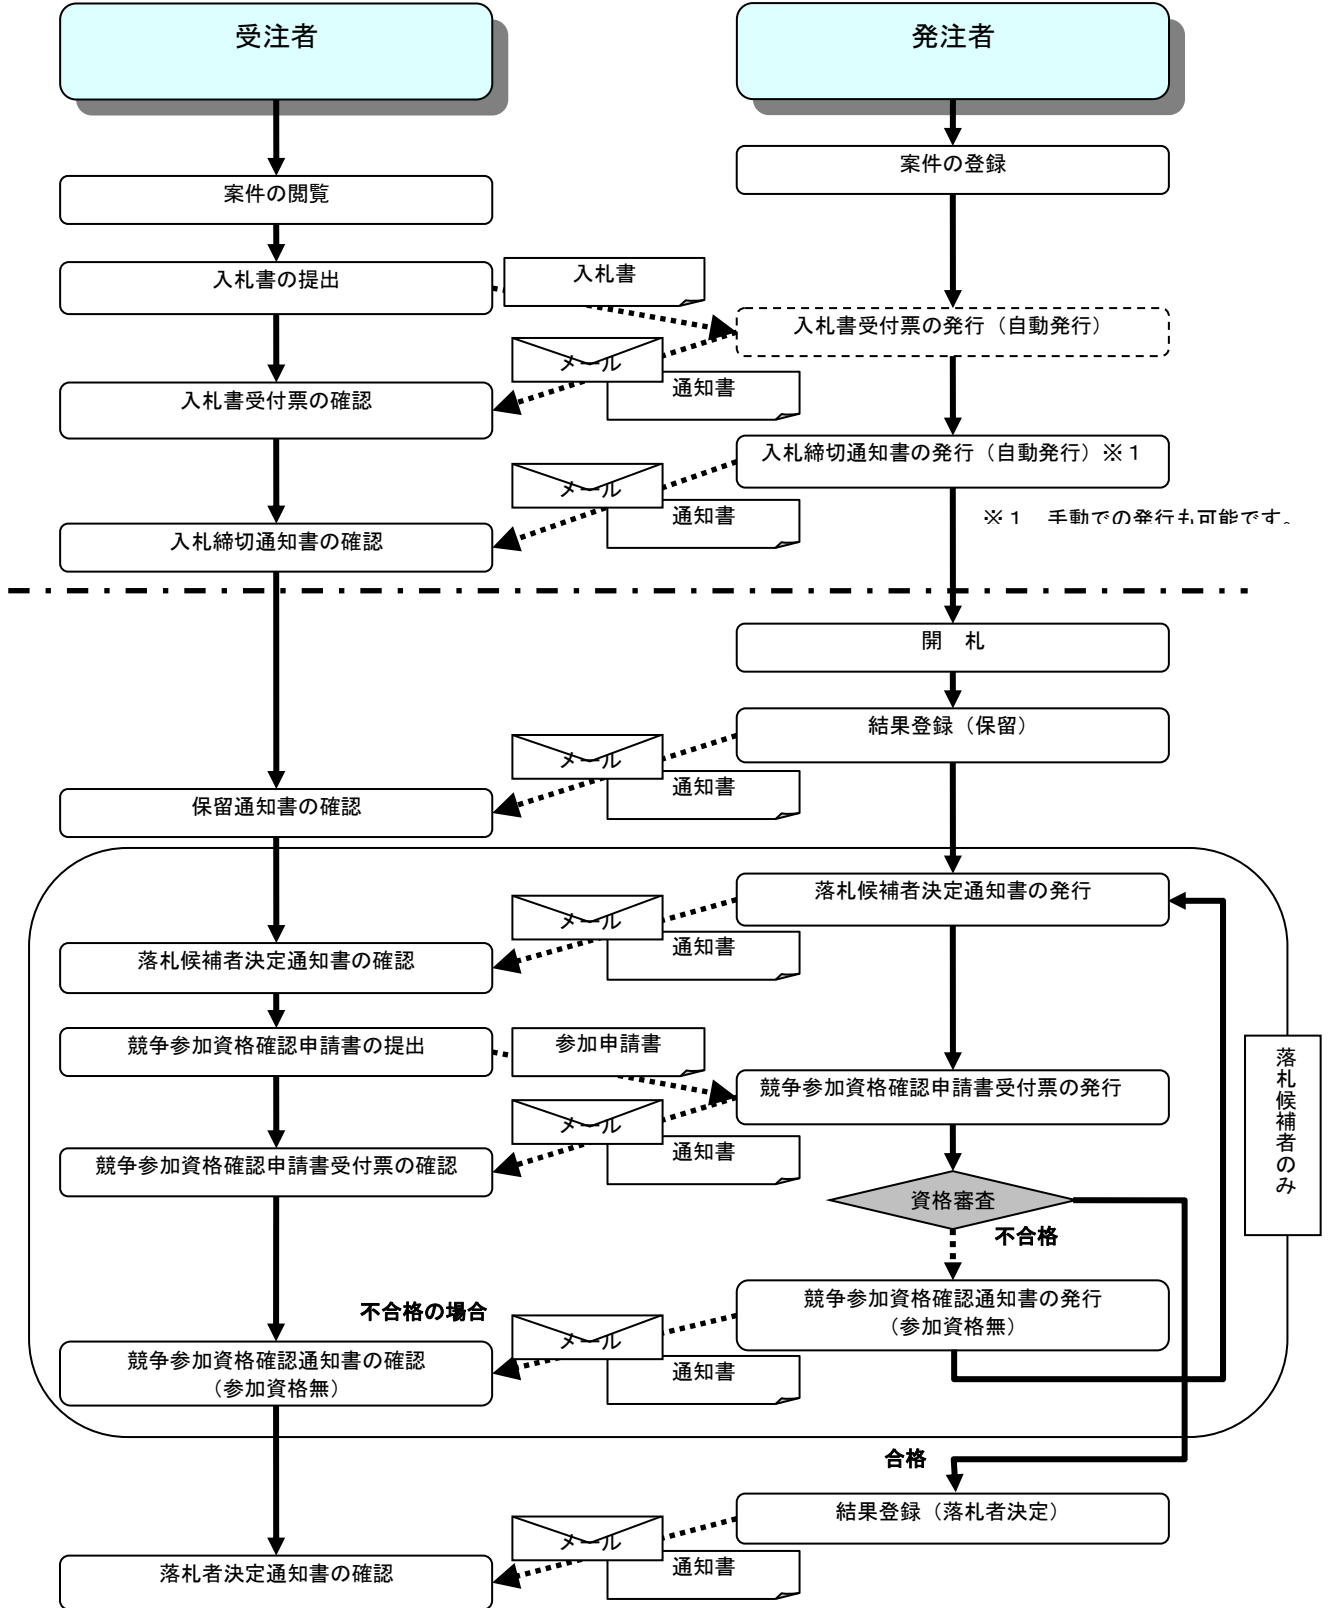 受注者
発注者
案件の登録
案件の閲覧
入札書の提出
入札書
入札書受付票の発行（自動発行）
メール
通知書
入札書受付票の確認
入札締切通知書の発行（自動発行）※１
メール
通知書
※１　手動での発行も可能です。
入札締切通知書の確認
開　札
結果登録（保留）
メール
通知書
保留通知書の確認
落札候補者決定通知書の発行
メール
通知書
落札候補者決定通知書の確認
競争参加資格確認申請書の提出
参加申請書
競争参加資格確認申請書受付票の発行
メール
通知書
競争参加資格確認申請書受付票の確認
落札候補者のみ
資格審査
不合格
競争参加資格確認通知書の発行
（参加資格無）
不合格の場合
メール
通知書
競争参加資格確認通知書の確認
（参加資格無）
合格
結果登録（落札者決定）
メール
通知書
落札者決定通知書の確認